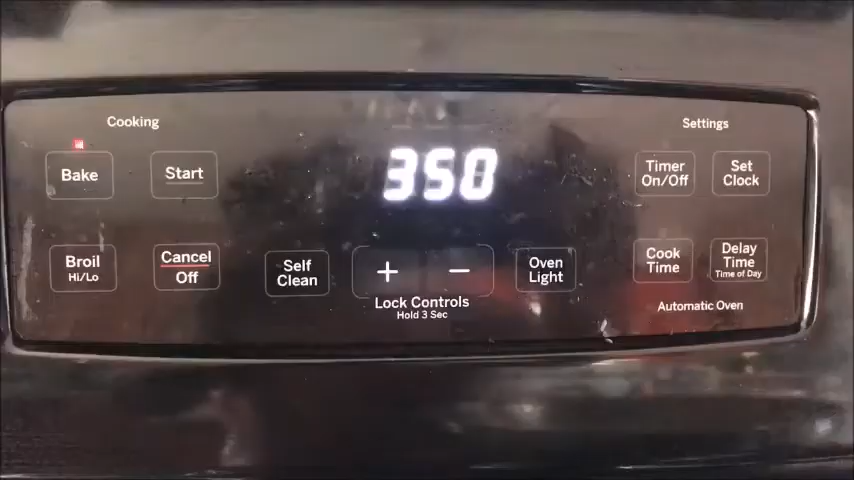 Cooking
Settings
350
Bake
Start
Timer
On/Off
Set
Clock
Broil
Hi/Lo
Cancel
Off
Self
Clean
+
−
Lock Controls
Hold 3 Sec
Oven
Light
Cook
Time
Delay
Time
Time of Day
Automatic Oven